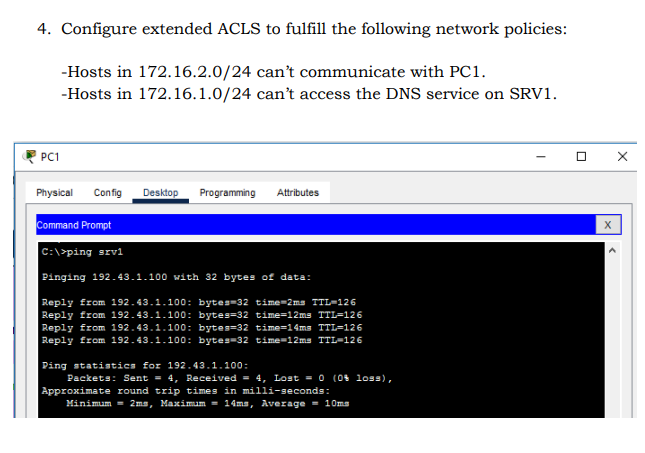 4. Configure extended ACLS to fulfill the following network policies:
-Hosts in 172.16.2.0/24 can't communicate with PC1.
-Hosts in 172.16.1.0/24 can't access the DNS service on SRV1.
PC1
Physical Config Desktop Programming Attributes
Command Prompt X
C:\>ping srv1
Pinging 192.43.1.100 with 32 bytes of data:
Reply from 192.43.1.100: bytes=32 time=2ms TTL=126
Reply from 192.43.1.100: bytes=32 time=12ms TTL=126
Reply from 192.43.1.100: bytes=32 time=14ms TTL=126
Reply from 192.43.1.100: bytes=32 time=12ms TTL=126
Ping statistics for 192.43.1.100:
Packets: Sent = 4, Received = 4, Lost = 0 (0% loss),
Approximate round trip times in milli-seconds:
Minimum = 2ms, Maximum = 14ms, Average = 10ms